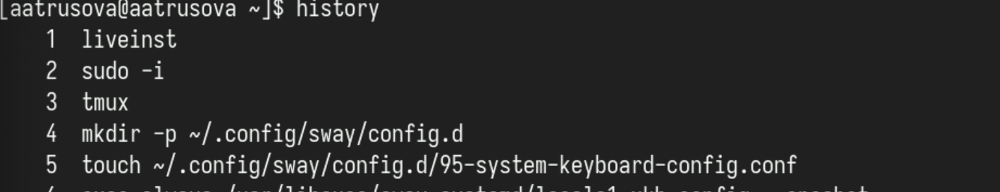 [aatrusova@aatrusova ~]$ history
1 liveinst
2 sudo -i
3 tmux
4 mkdir -p ~/.config/sway/config.d
5 touch ~/.config/sway/config.d/95-system-keyboard-config.conf